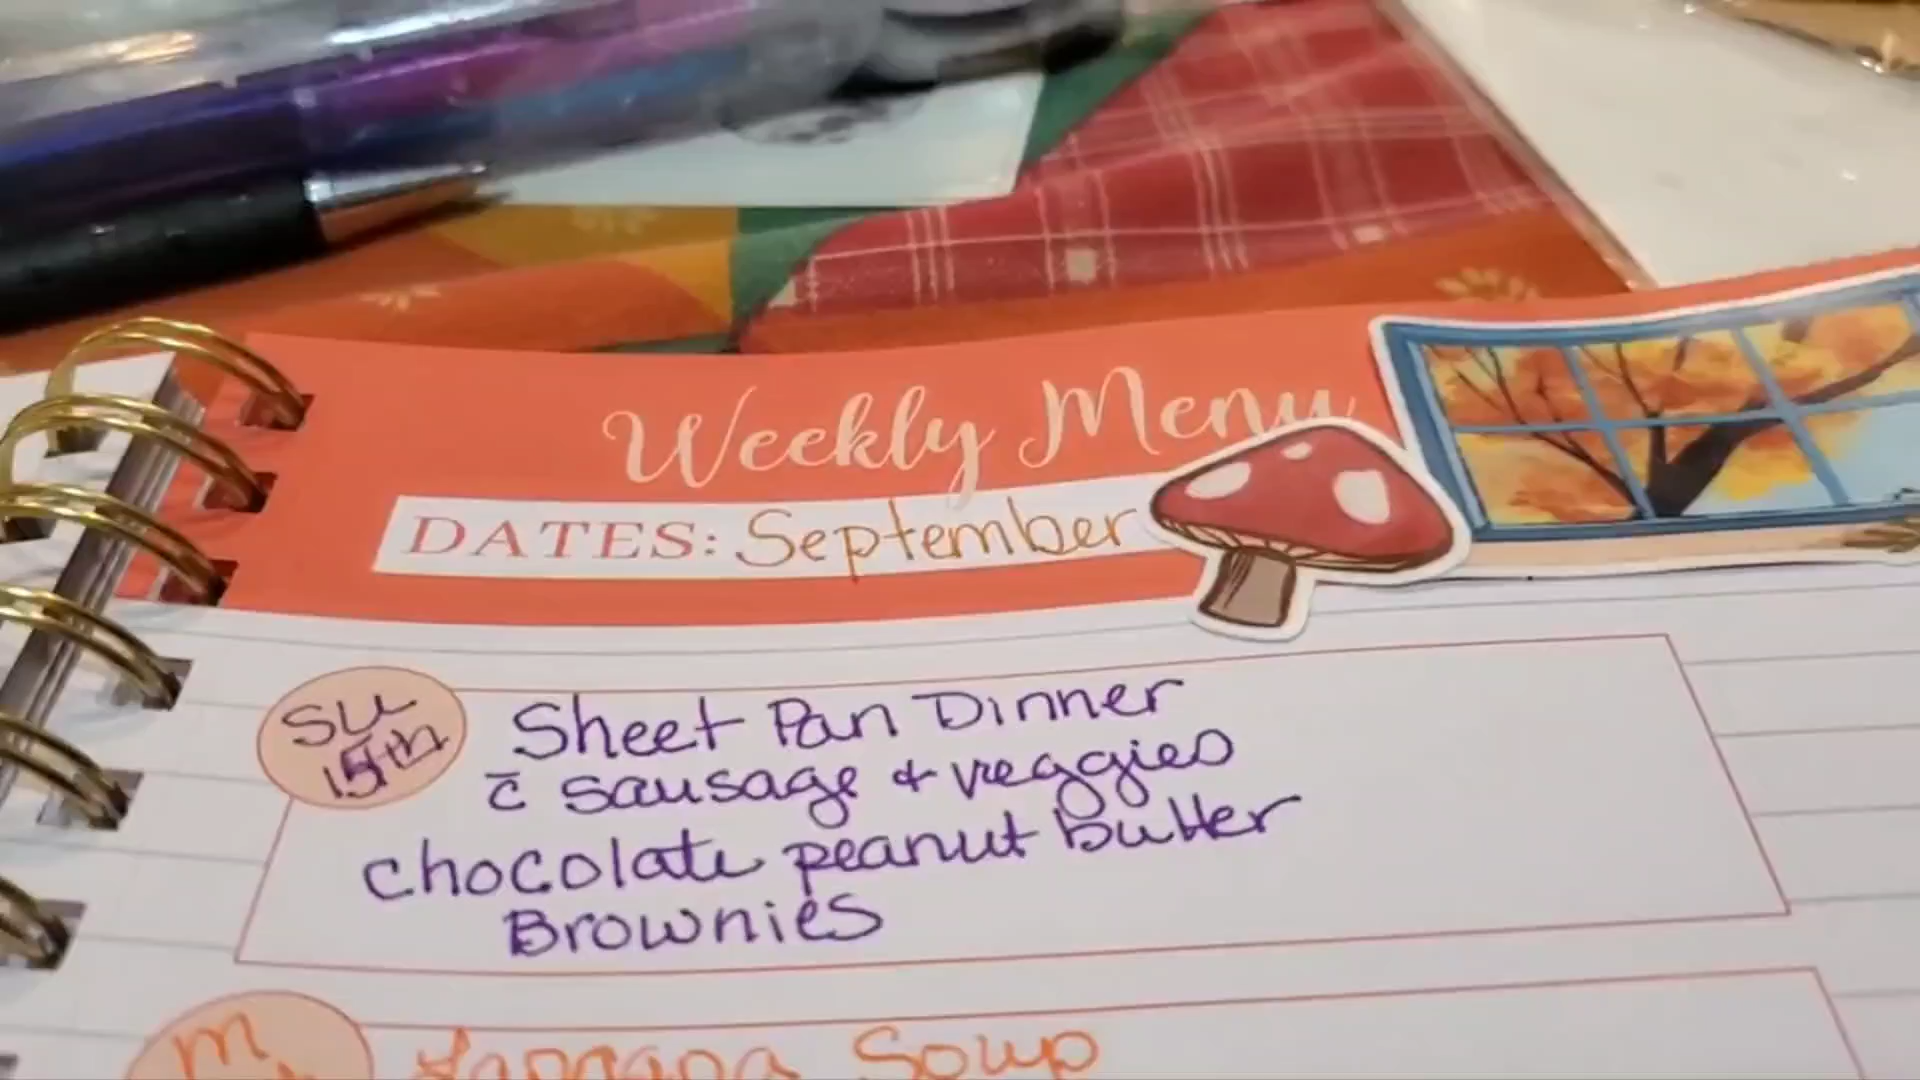 Weekly Menu
DATES: September
SU
15th
Sheet Pan Dinner
c̄ sausage & veggies
chocolate peanut butter
Brownies
M
Soup